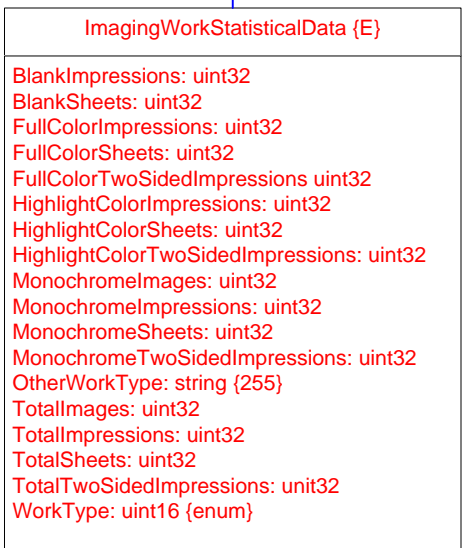 ImagingWorkStatisticalData {E}
BlankImpressions: uint32
BlankSheets: uint32
FullColorImpressions: uint32
FullColorSheets: uint32
FullColorTwoSidedImpressions uint32
HighlightColorImpressions: uint32
HighlightColorSheets: uint32
HighlightColorTwoSidedImpressions: uint32
MonochromeImages: uint32
MonochromeImpressions: uint32
MonochromeSheets: uint32
MonochromeTwoSidedImpressions: uint32
OtherWorkType: string {255}
TotalImages: uint32
TotalImpressions: uint32
TotalSheets: uint32
TotalTwoSidedImpressions: unit32
WorkType: uint16 {enum}